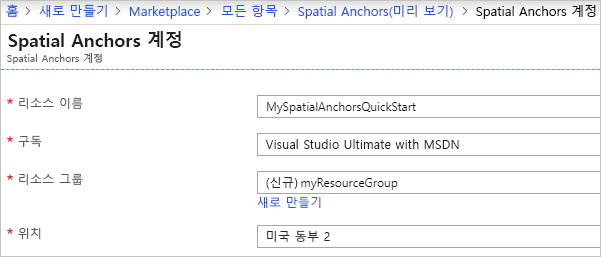 홈 > 새로 만들기 > Marketplace > 모든 항목 > Spatial Anchors(미리 보기) > Spatial Anchors 계정
Spatial Anchors 계정
Spatial Anchors 계정
* 리소스 이름 MySpatialAnchorsQuickStart
* 구독 Visual Studio Ultimate with MSDN
* 리소스 그룹 (신규) myResourceGroup
새로 만들기
* 위치 미국 동부 2